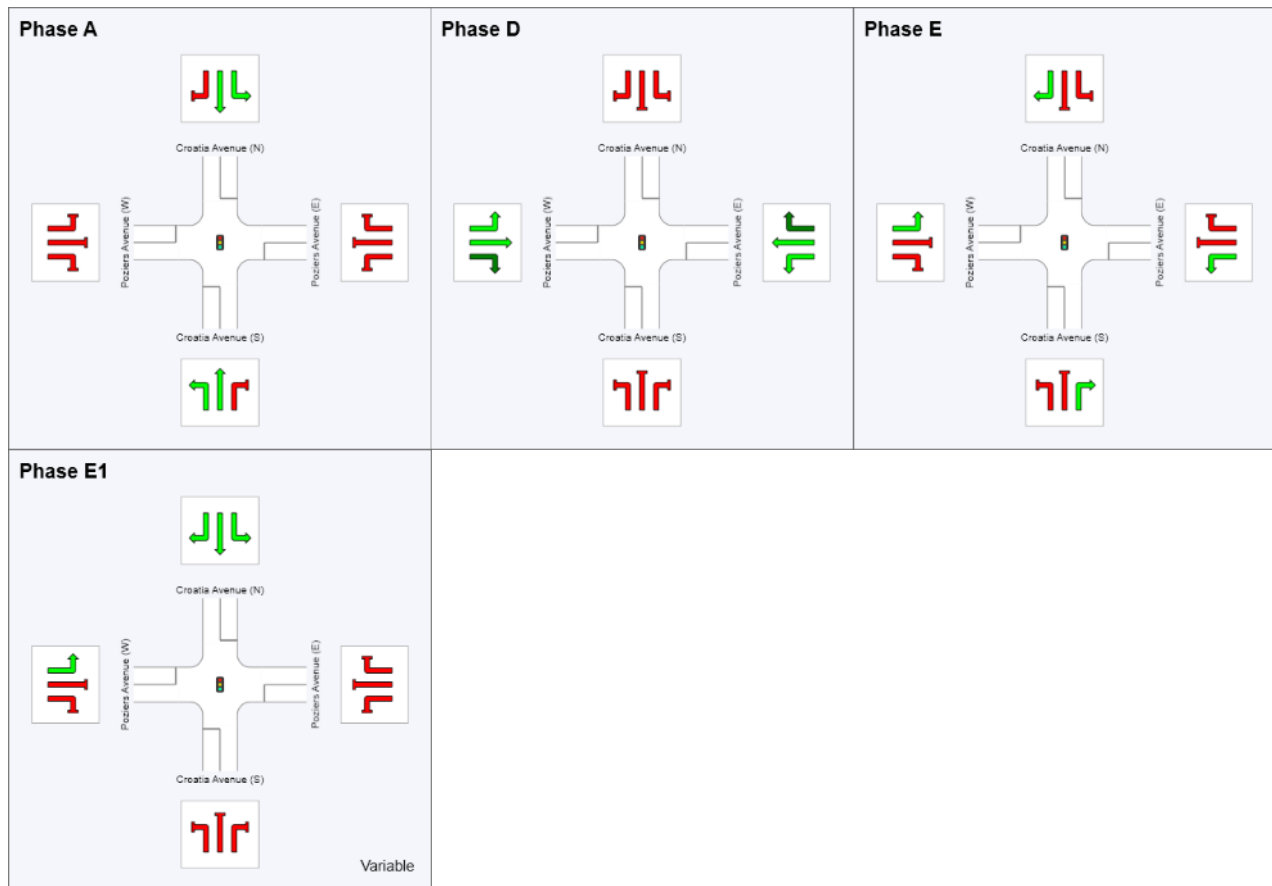 Phase A
Croatia Avenue (N)
Poziers Avenue (W)
Poziers Avenue (E)
Croatia Avenue (S)
Phase D
Croatia Avenue (N)
Poziers Avenue (W)
Poziers Avenue (E)
Croatia Avenue (S)
Phase E
Croatia Avenue (N)
Poziers Avenue (W)
Poziers Avenue (E)
Croatia Avenue (S)
Phase E1
Croatia Avenue (N)
Poziers Avenue (W)
Poziers Avenue (E)
Croatia Avenue (S)
Variable